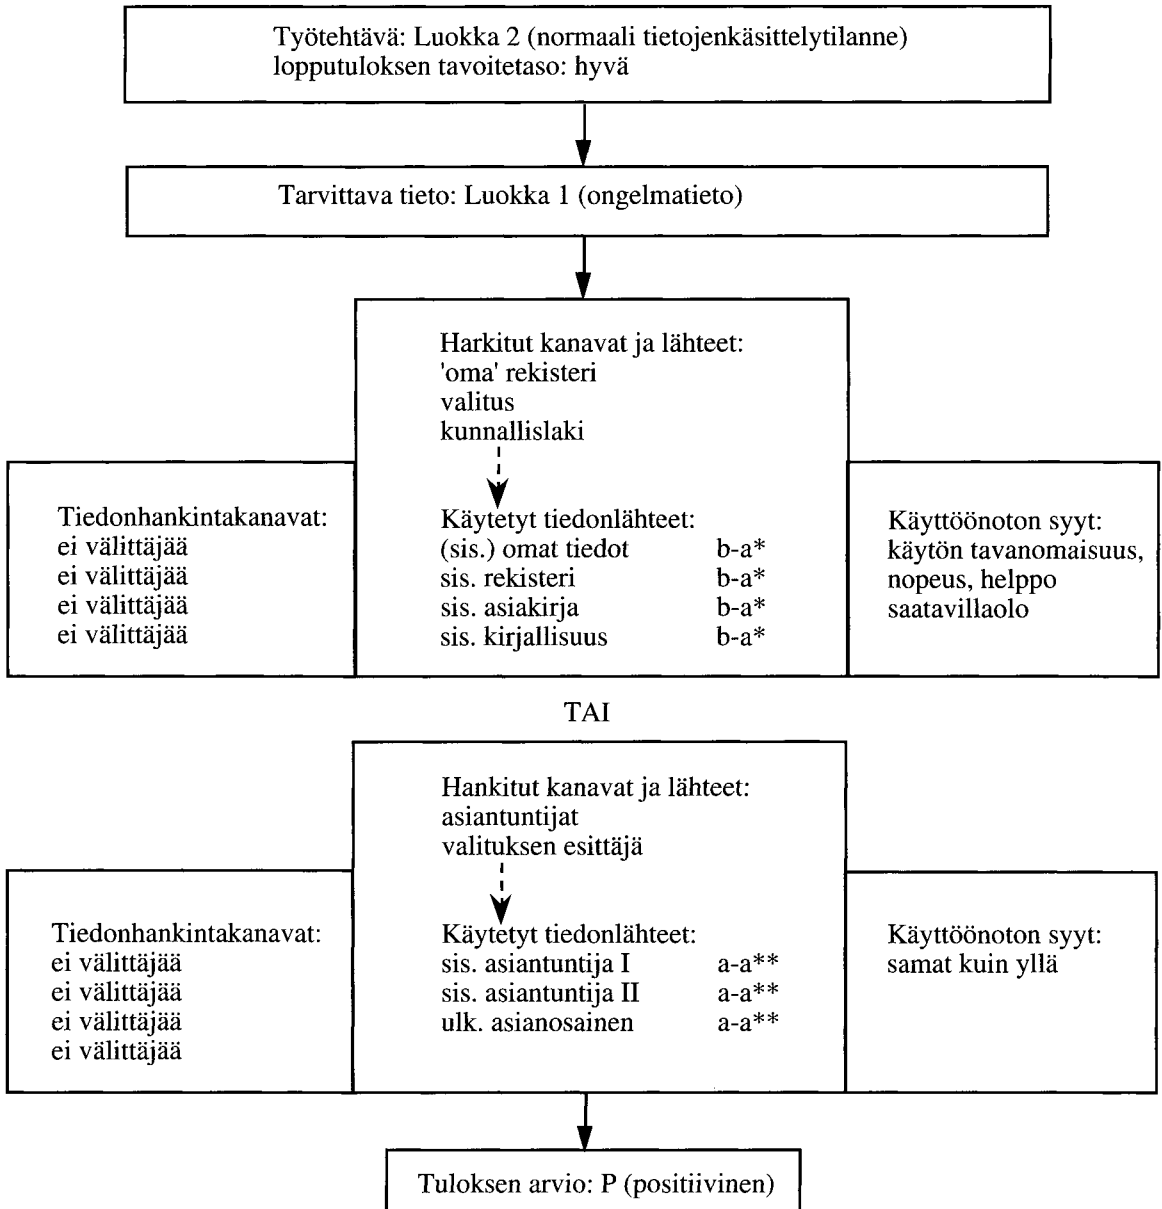 Työtehtävä: Luokka 2 (normaali tietojenkäsittelytilanne)
lopputuloksen tavoitetaso: hyvä
Tarvittava tieto: Luokka 1 (ongelmatieto)
Harkitut kanavat ja lähteet:
'oma' rekisteri
valitus
kunnallislaki
Tiedonhankintakanavat:
ei välittäjää
ei välittäjää
ei välittäjää
ei välittäjää
Käytetyt tiedonlähteet:
(sis.) omat tiedot b-a*
sis. rekisteri b-a*
sis. asiakirja b-a*
sis. kirjallisuus b-a*
Käyttöönoton syyt:
käytön tavanomaisuus,
nopeus, helppo
saatavillaolo
TAI
Hankitut kanavat ja lähteet:
asiantuntijat
valituksen esittäjä
Tiedonhankintakanavat:
ei välittäjää
ei välittäjää
ei välittäjää
ei välittäjää
Käytetyt tiedonlähteet:
sis. asiantuntija I a-a**
sis. asiantuntija II a-a**
ulk. asianosainen a-a**
Käyttöönoton syyt:
samat kuin yllä
Tuloksen arvio: P (positiivinen)